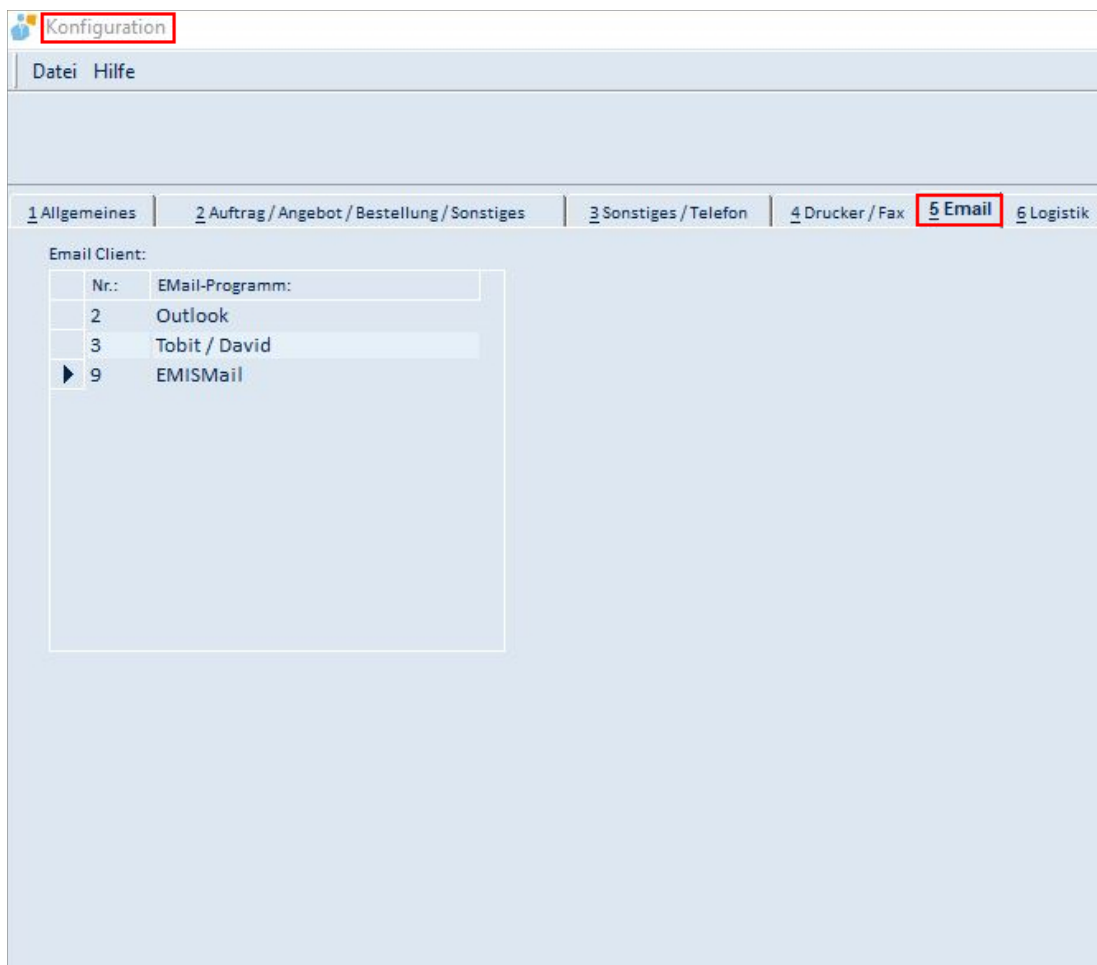 Konfiguration
Datei Hilfe
1 Allgemeines 2 Auftrag / Angebot / Bestellung / Sonstiges 3 Sonstiges / Telefon 4 Drucker / Fax 5 Email 6 Logistik
Email Client:
Nr.: EMail-Programm:
2 Outlook
3 Tobit / David
9 EMISMail